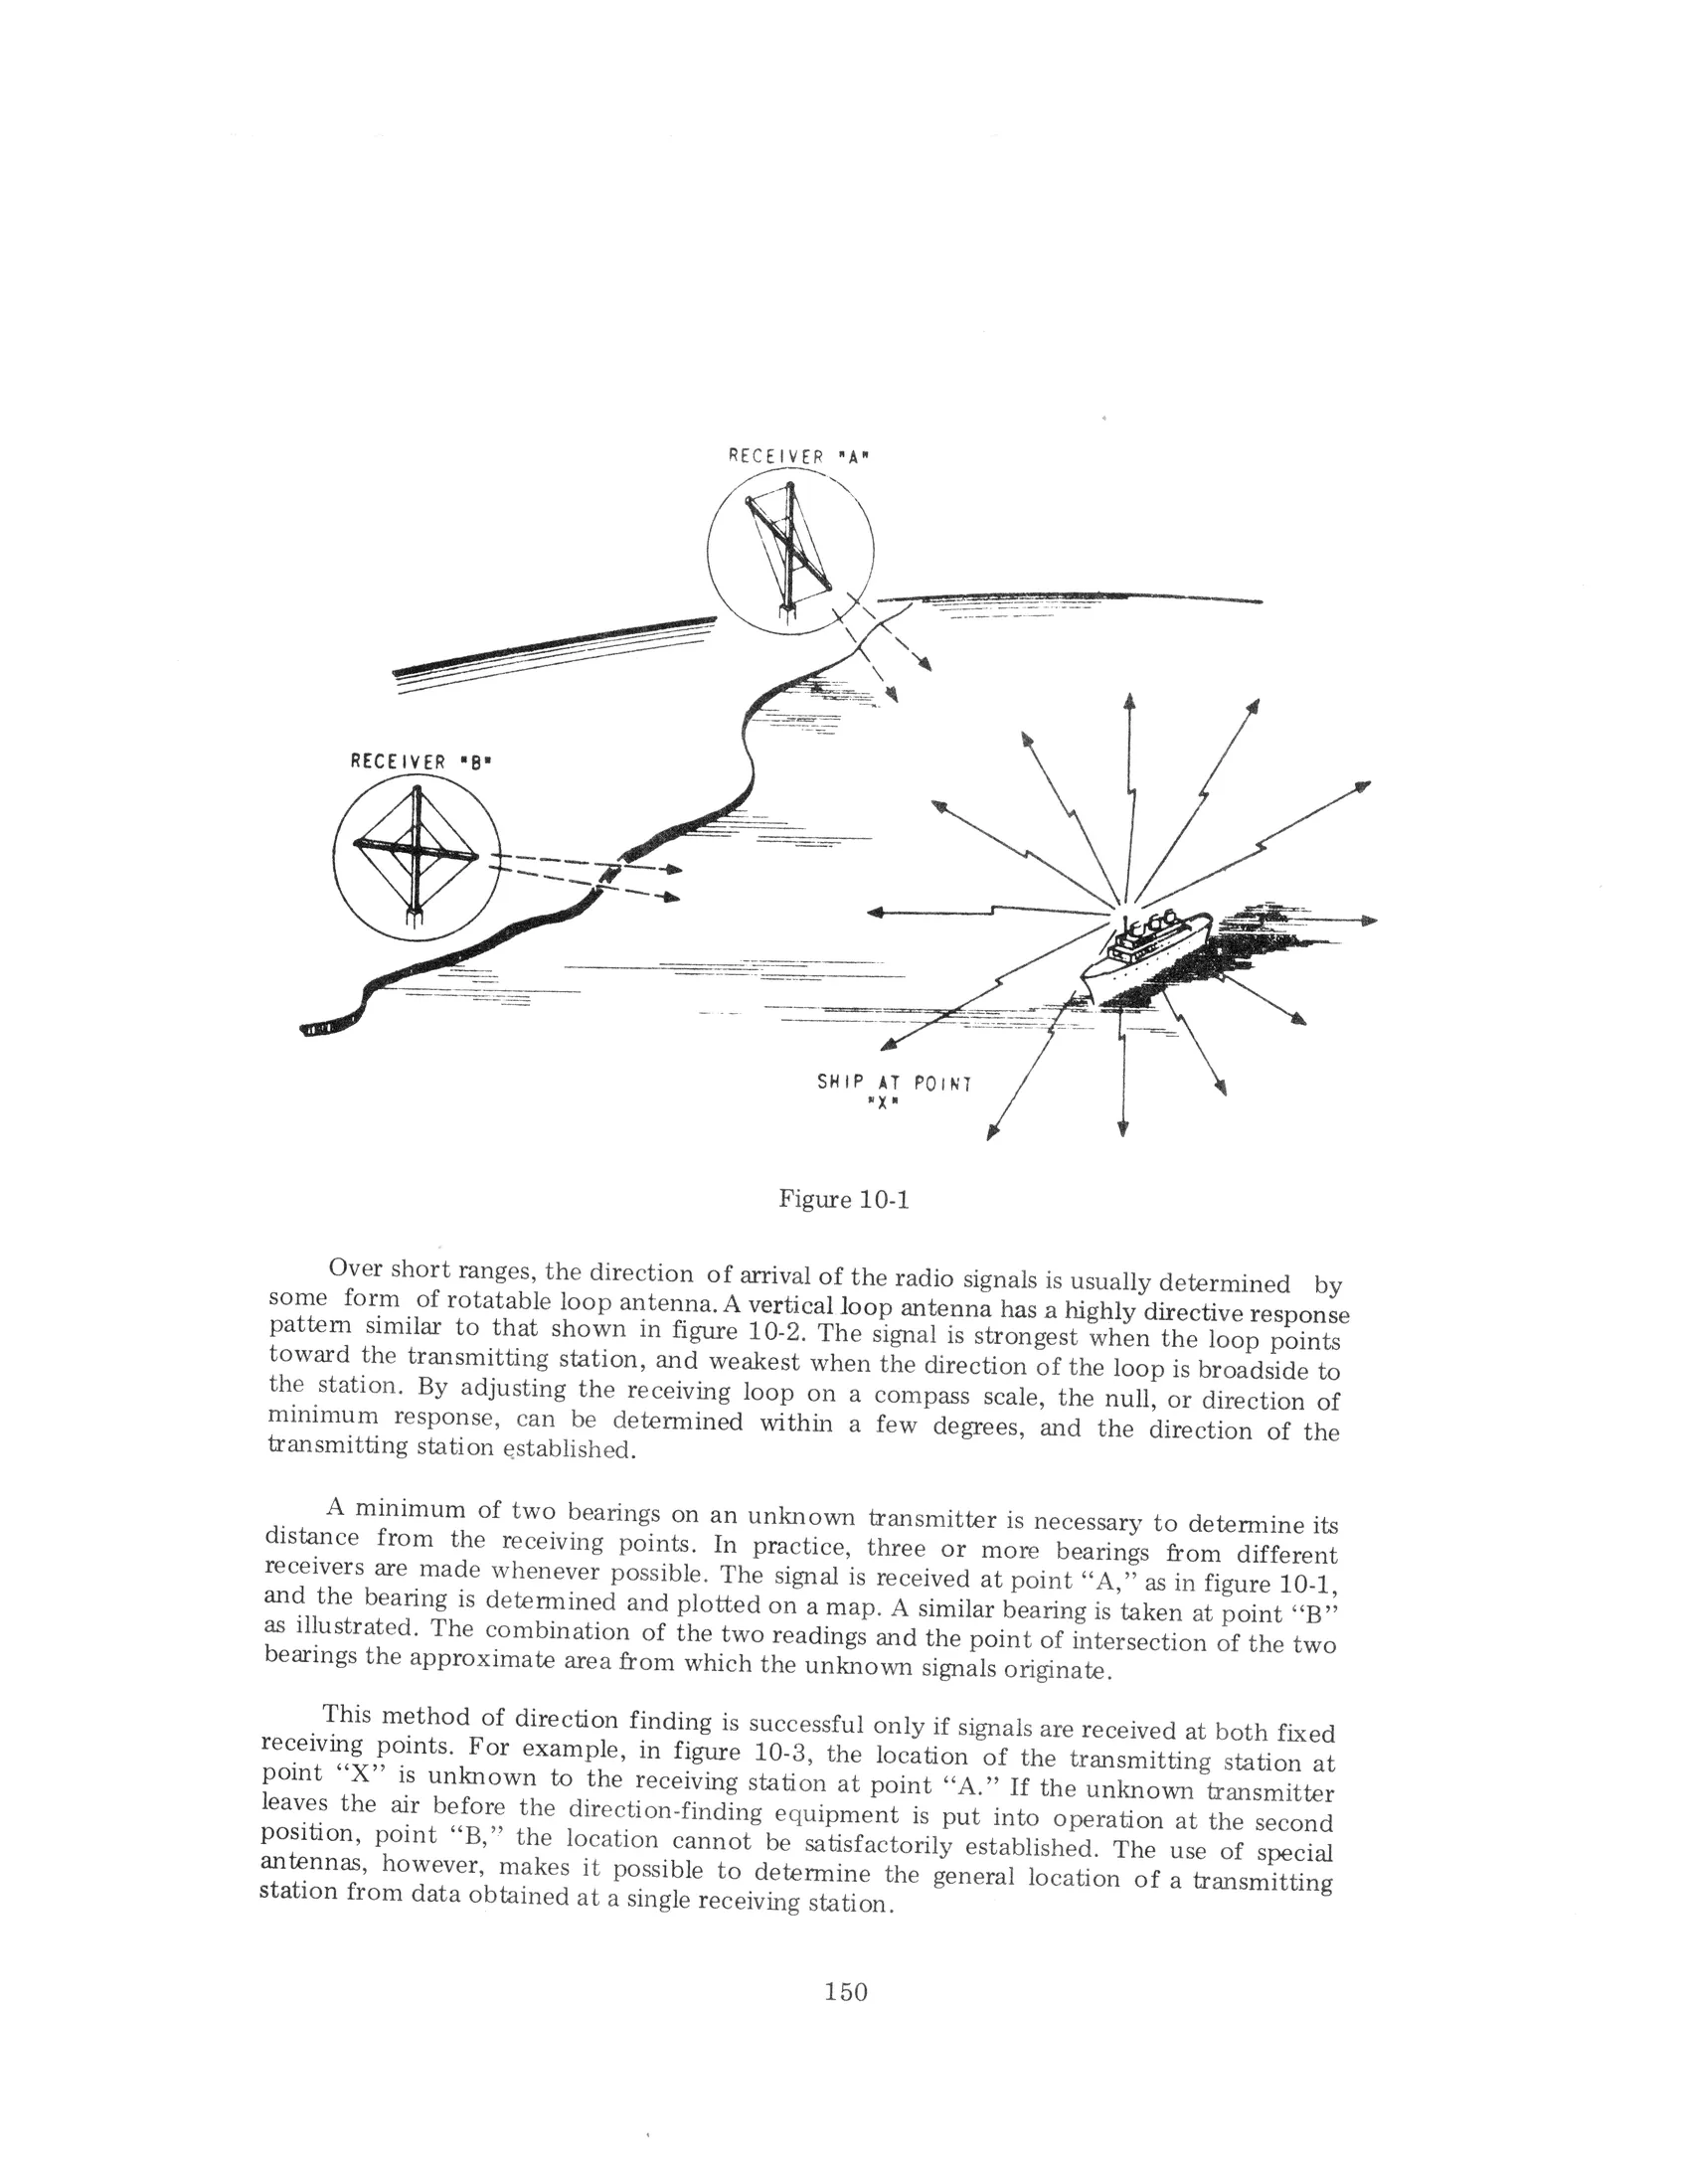 RECEIVER "A"
RECEIVER "B"
SHIP AT POINT
"X"
Figure 10-1
Over short ranges, the direction of arrival of the radio signals is usually determined by
some form of rotatable loop antenna. A vertical loop antenna has a highly directive response
pattern similar to that shown in figure 10-2. The signal is strongest when the loop points
toward the transmitting station, and weakest when the direction of the loop is broadside to
the station. By adjusting the receiving loop on a compass scale, the null, or direction of
minimum response, can be determined within a few degrees, and the direction of the
transmitting station established.
A minimum of two bearings on an unknown transmitter is necessary to determine its
distance from the receiving points. In practice, three or more bearings from different
receivers are made whenever possible. The signal is received at point “A,” as in figure 10-1,
and the bearing is determined and plotted on a map. A similar bearing is taken at point “B”
as illustrated. The combination of the two readings and the point of intersection of the two
bearings the approximate area from which the unknown signals originate.
This method of direction finding is successful only if signals are received at both fixed
receiving points. For example, in figure 10-3, the location of the transmitting station at
point “X” is unknown to the receiving station at point “A.” If the unknown transmitter
leaves the air before the direction-finding equipment is put into operation at the second
position, point “B,” the location cannot be satisfactorily established. The use of special
antennas, however, makes it possible to determine the general location of a transmitting
station from data obtained at a single receiving station.
150